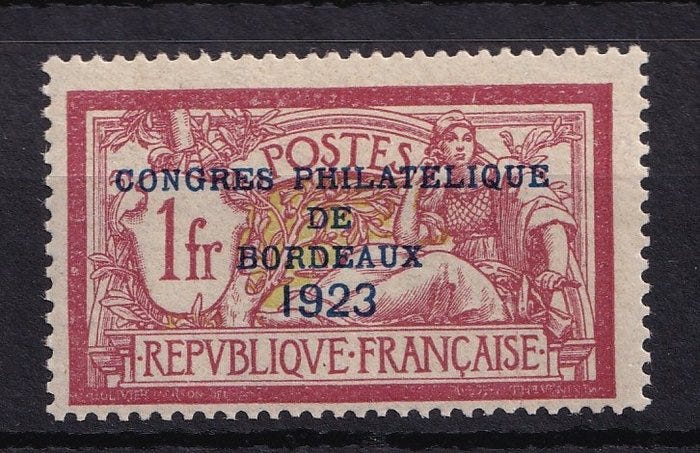 POSTES
CONGRES PHILATELIQUE
1fr
DE
BORDEAUX
1923
·REPVBLIQVE·FRANÇAISE·